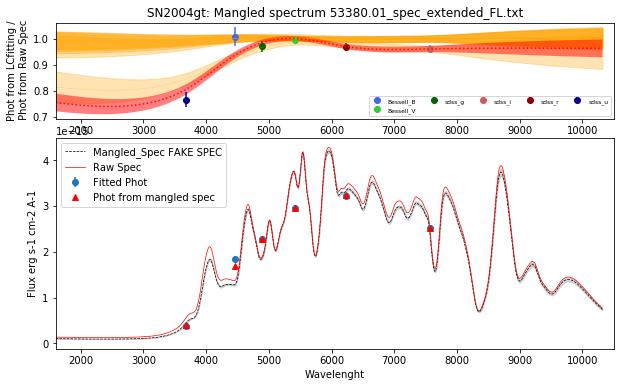 SN2004gt: Mangled spectrum 53380.01_spec_extended_FL.txt
Phot from LCfitting /
Phot from Raw Spec
1.0
0.9
0.8
0.7
Bessell_B
Bessell_V
sdss_g
sdss_i
sdss_r
sdss_u
3000 4000 5000 6000 7000 8000 9000 10000
Flux erg s-1 cm-2 A-1
4
3
2
1
0
Mangled_Spec FAKE SPEC
Raw Spec
Fitted Phot
Phot from mangled spec
2000 3000 4000 5000 6000 7000 8000 9000 10000
Wavelenght